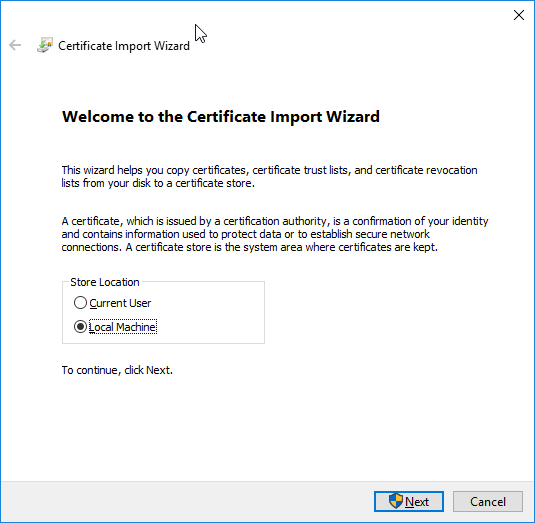 Certificate Import Wizard
Welcome to the Certificate Import Wizard
This wizard helps you copy certificates, certificate trust lists, and certificate revocation
lists from your disk to a certificate store.
A certificate, which is issued by a certification authority, is a confirmation of your identity
and contains information used to protect data or to establish secure network
connections. A certificate store is the system area where certificates are kept.
Store Location
Current User
Local Machine
To continue, click Next.
Next
Cancel